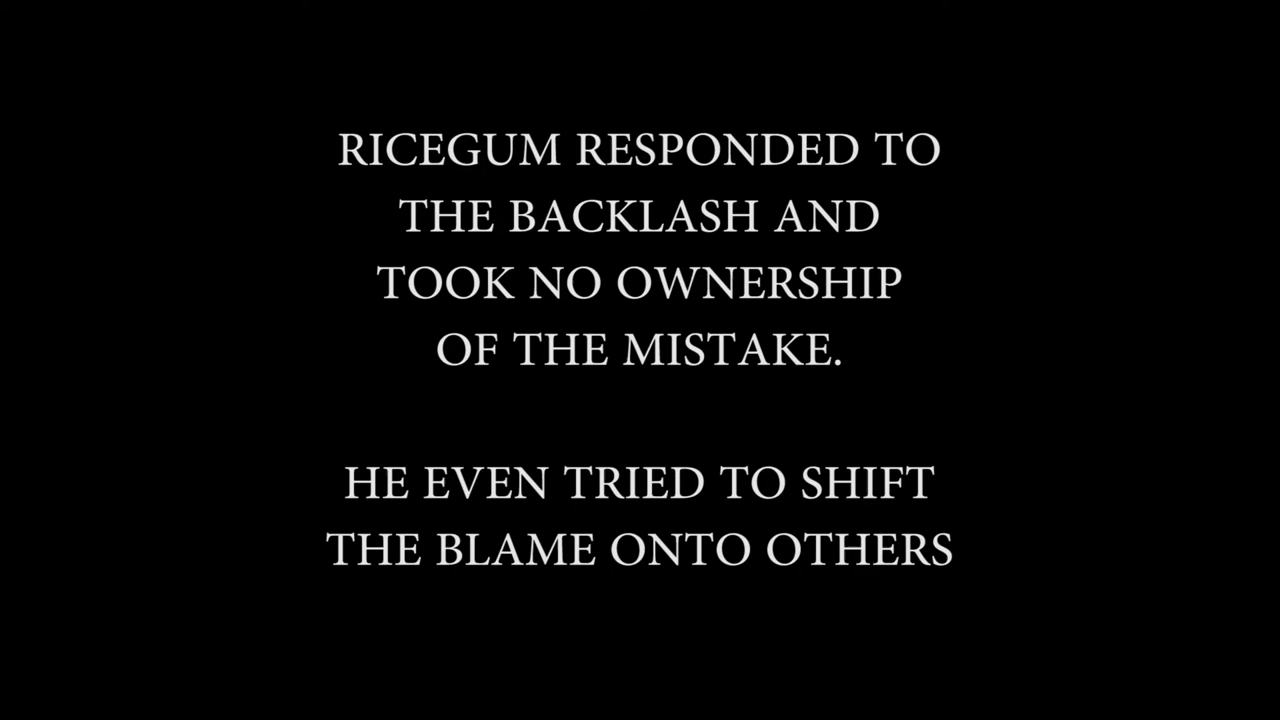 RICEGUM RESPONDED TO
THE BACKLASH AND
TOOK NO OWNERSHIP
OF THE MISTAKE.
HE EVEN TRIED TO SHIFT
THE BLAME ONTO OTHERS